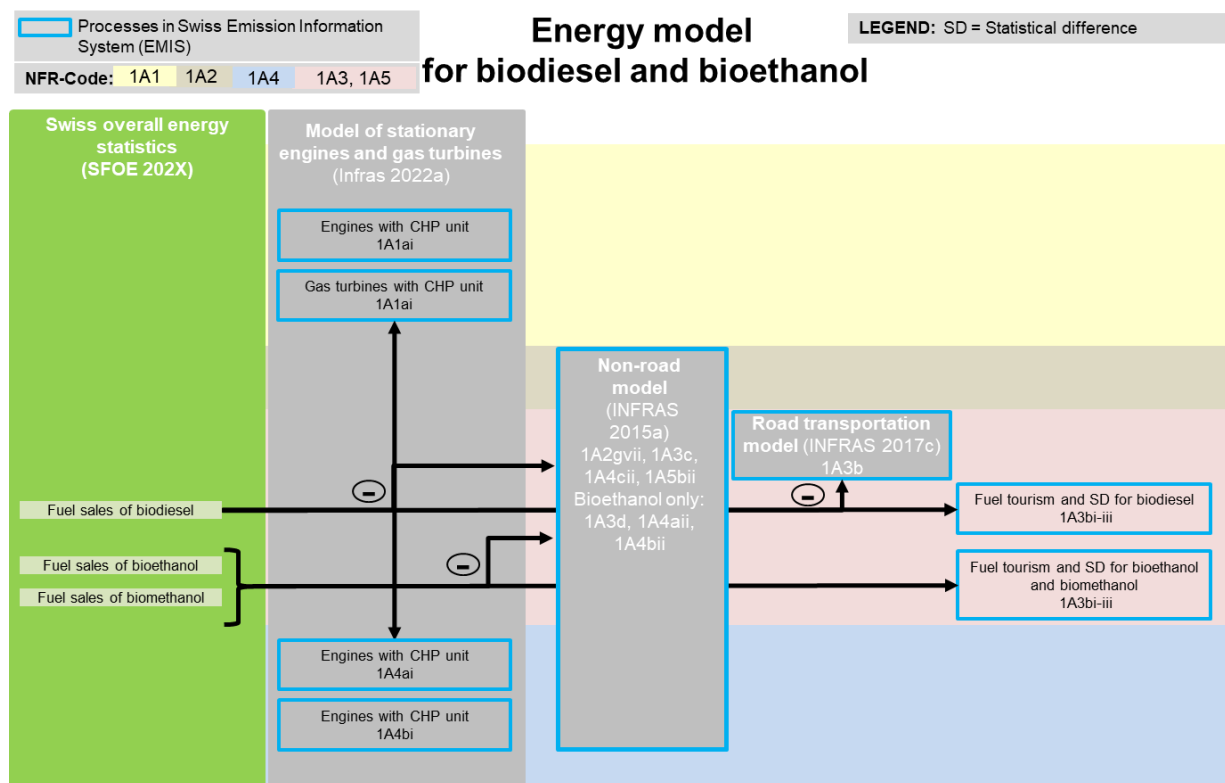 Processes in Swiss Emission Information
System (EMIS)
NFR-Code: 1A1 1A2 1A4 1A3, 1A5
Energy model
for biodiesel and bioethanol
LEGEND: SD = Statistical difference
Swiss overall energy
statistics
(SFOE 202X)
Model of stationary
engines and gas turbines
(Infras 2022a)
Engines with CHP unit
1A1ai
Gas turbines with CHP unit
1A1ai
Non-road
model
(INFRAS
2015a)
1A2gvii, 1A3c,
1A4cii, 1A5bii
Bioethanol only:
1A3d, 1A4aii,
1A4bii
Road transportation
model (INFRAS 2017c)
1A3b
-
-
-
Fuel sales of biodiesel
Fuel sales of bioethanol
Fuel sales of biomethanol
Fuel tourism and SD for biodiesel
1A3bi-iii
Fuel tourism and SD for bioethanol
and biomethanol
1A3bi-iii
Engines with CHP unit
1A4ai
Engines with CHP unit
1A4bi